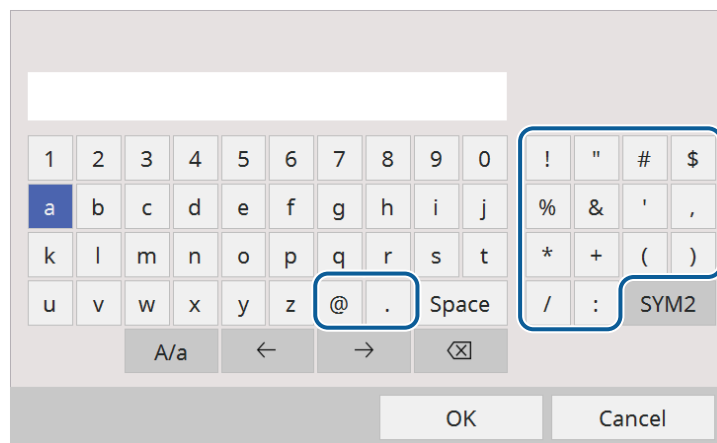 1 2 3 4 5 6 7 8 9 0 ! " # $
a b c d e f g h i j % & ' ,
k l m n o p q r s t * + ( )
u v w x y z @ . Space / : SYM2
A/a ← →
OK Cancel